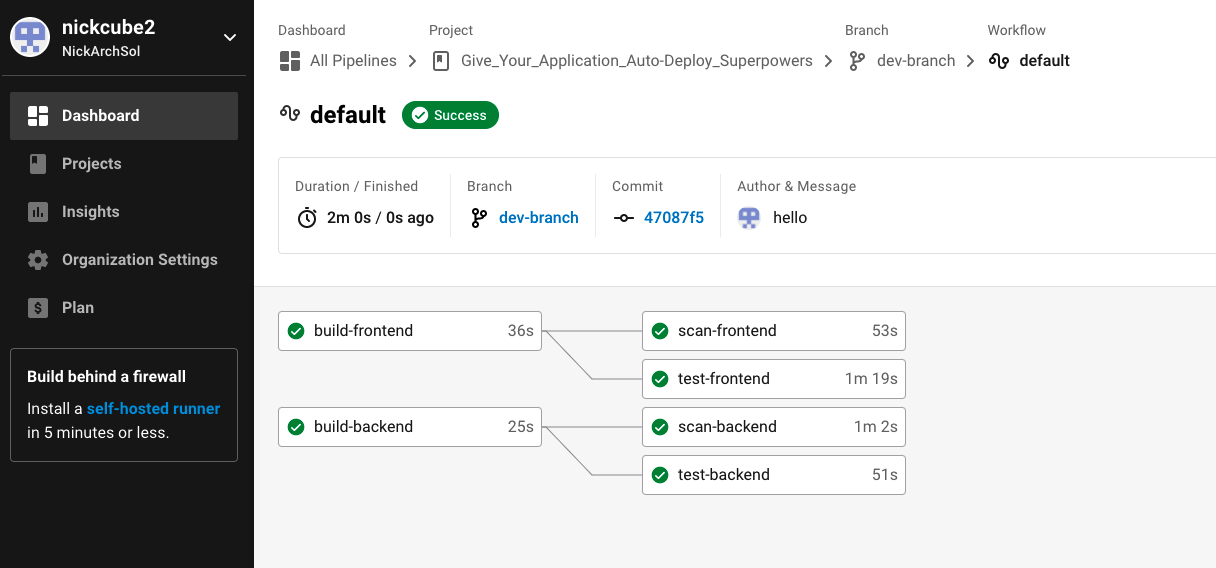 nickcube2
NickArchSol
Dashboard
Projects
Insights
Organization Settings
$ Plan
Build behind a firewall
Install a self-hosted runner
in 5 minutes or less.
Dashboard Project Branch Workflow
All Pipelines Give_Your_Application_Auto-Deploy_Superpowers dev-branch default
default Success
Duration / Finished Branch Commit Author & Message
2m 0s / 0s ago dev-branch 47087f5 hello
build-frontend 36s scan-frontend 53s
test-frontend 1m 19s
build-backend 25s scan-backend 1m 2s
test-backend 51s